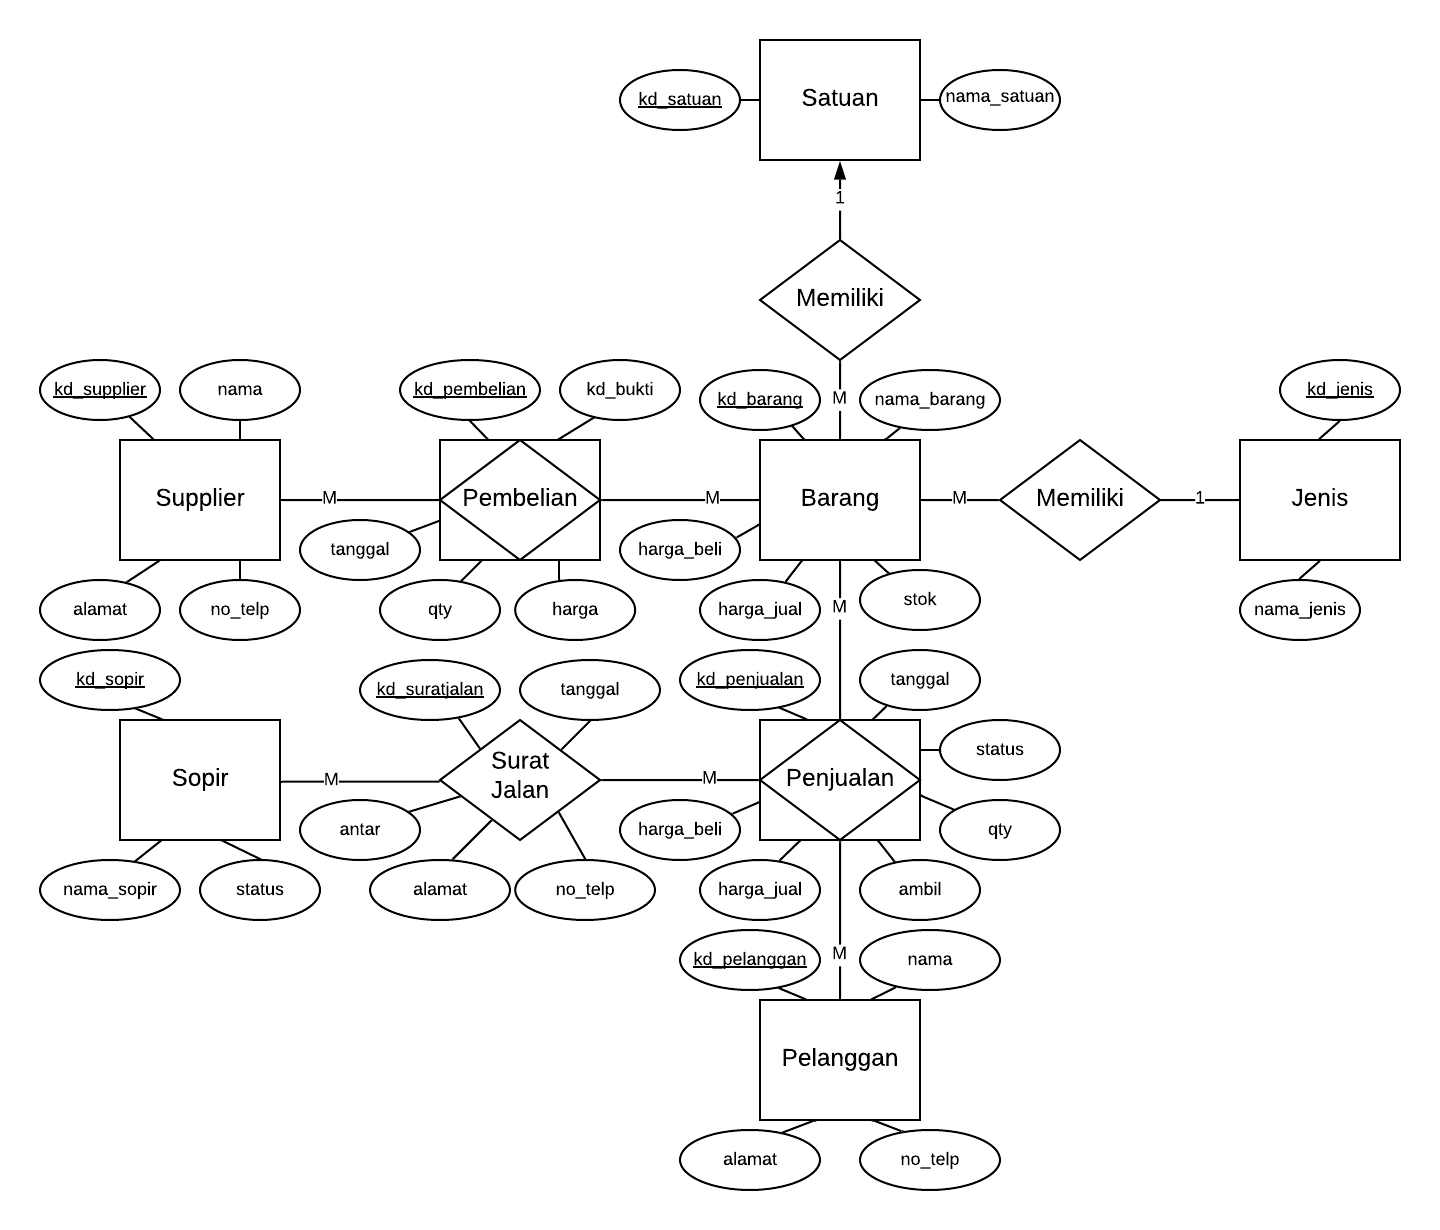 Satuan
kd_satuan
nama_satuan
1
Memiliki
M
kd_supplier
nama
kd_pembelian
kd_bukti
kd_barang
nama_barang
kd_jenis
Supplier
M
Pembelian
M
Barang
M
Memiliki
1
Jenis
tanggal
harga_beli
alamat
no_telp
qty
harga
harga_jual
M
stok
nama_jenis
kd_sopir
kd_suratjalan
tanggal
kd_penjualan
tanggal
status
Sopir
M
Surat
Jalan
M
Penjualan
antar
harga_beli
qty
nama_sopir
status
alamat
no_telp
harga_jual
ambil
M
kd_pelanggan
nama
Pelanggan
alamat
no_telp